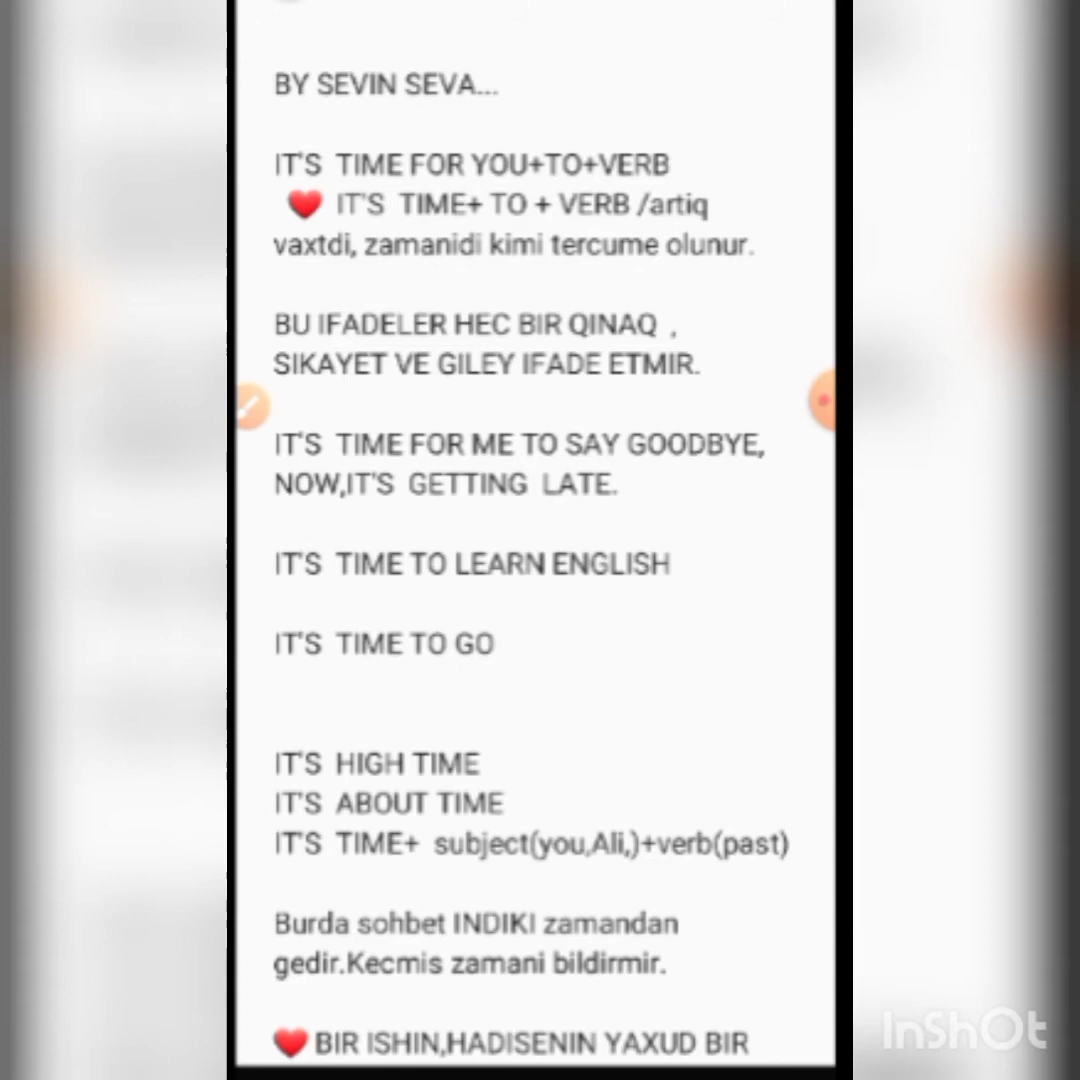 BY SEVIN SEVA...
IT'S TIME FOR YOU+TO+VERB
❤️ IT'S TIME+ TO + VERB /artiq
vaxtdi, zamanidi kimi tercume olunur.
BU IFADELER HEC BIR QINAQ ,
SIKAYET VE GILEY IFADE ETMIR.
IT'S TIME FOR ME TO SAY GOODBYE,
NOW,IT'S GETTING LATE.
IT'S TIME TO LEARN ENGLISH
IT'S TIME TO GO
IT'S HIGH TIME
IT'S ABOUT TIME
IT'S TIME+ subject(you,Ali,)+verb(past)
Burda sohbet INDIKI zamandan
gedir.Kecmis zamani bildirmir.
❤️ BIR ISHIN,HADISENIN YAXUD BIR
InShOt